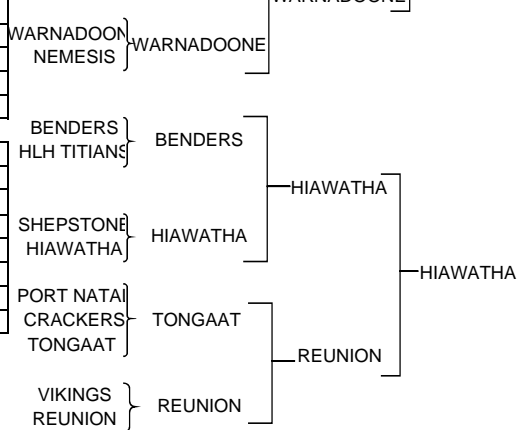 WARNADOONE
WARNADOON
NEMESIS
WARNADOONE
BENDERS
HLH TITIANS
BENDERS
HIAWATHA
SHEPSTONE
HIAWATHA
HIAWATHA
HIAWATHA
PORT NATAL
CRACKERS
TONGAAT
TONGAAT
REUNION
VIKINGS
REUNION
REUNION